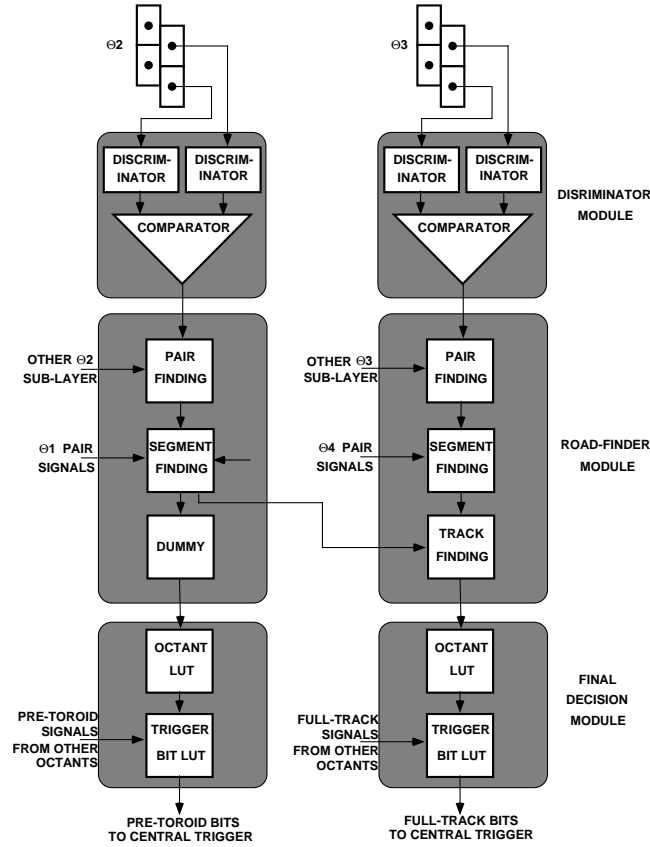 Θ2
Θ3
DISCRIM-
INATOR
DISCRIM-
INATOR
DISCRIM-
INATOR
DISCRIM-
INATOR
COMPARATOR
COMPARATOR
DISRIMINATOR
MODULE
OTHER Θ2
SUB-LAYER
PAIR
FINDING
OTHER Θ3
SUB-LAYER
PAIR
FINDING
Θ1 PAIR
SIGNALS
SEGMENT
FINDING
Θ4 PAIR
SIGNALS
SEGMENT
FINDING
ROAD-FINDER
MODULE
DUMMY
TRACK
FINDING
OCTANT
LUT
OCTANT
LUT
FINAL
DECISION
MODULE
PRE-TOROID
SIGNALS
FROM OTHER
OCTANTS
TRIGGER
BIT LUT
FULL-TRACK
SIGNALS
FROM OTHER
OCTANTS
TRIGGER
BIT LUT
PRE-TOROID BITS
TO CENTRAL TRIGGER
FULL-TRACK BITS
TO CENTRAL TRIGGER